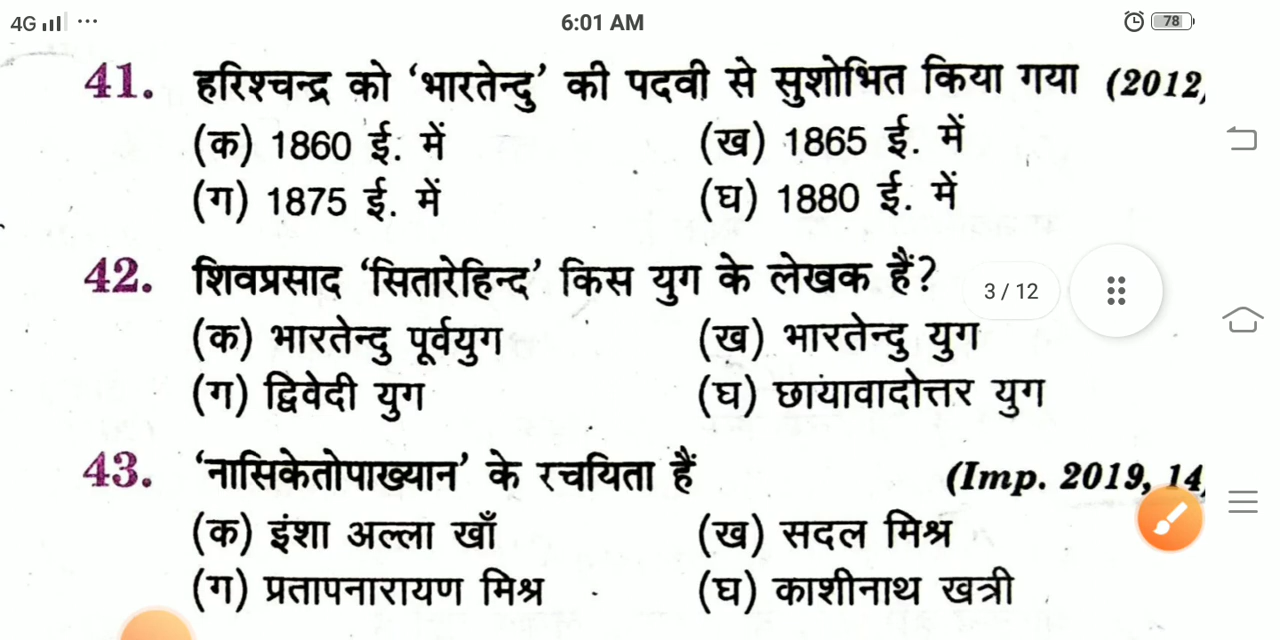 4G ... 6:01 AM 78
41. हरिश्चन्द्र को ‘भारतेन्दु’ की पदवी से सुशोभित किया गया (2012,
(क) 1860 ई. में (ख) 1865 ई. में
(ग) 1875 ई. में (घ) 1880 ई. में
42. शिवप्रसाद ‘सितारेहिन्द’ किस युग के लेखक हैं?
3 / 12
(क) भारतेन्दु पूर्वयुग (ख) भारतेन्दु युग
(ग) द्विवेदी युग (घ) छायावादोत्तर युग
43. ‘नासिकेतोपाख्यान’ के रचयिता हैं (Imp. 2019, 14,
(क) इंशा अल्ला खाँ (ख) सदल मिश्र
(ग) प्रतापनारायण मिश्र (घ) काशीनाथ खत्री